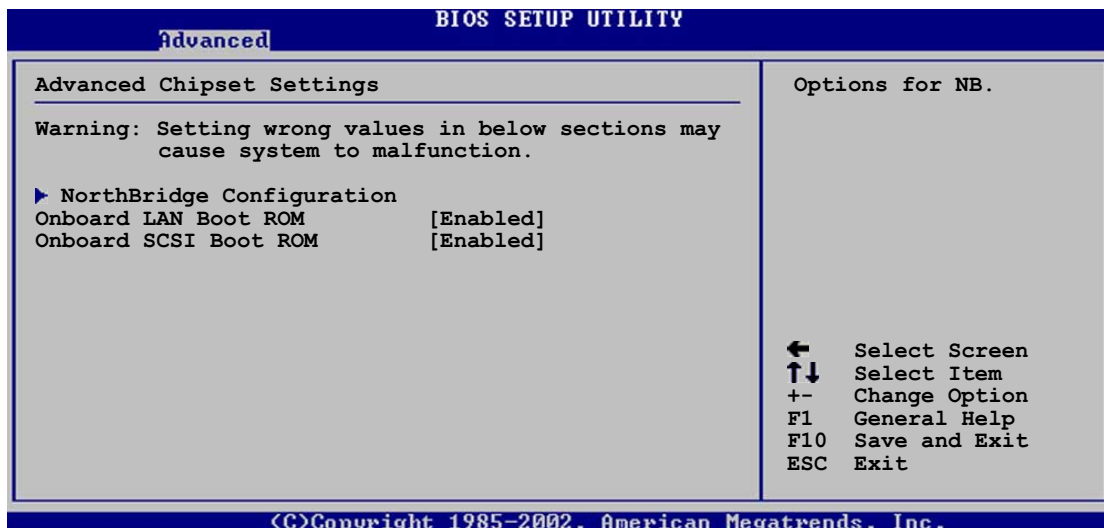 BIOS SETUP UTILITY
Advanced
Advanced Chipset Settings
Warning: Setting wrong values in below sections may
cause system to malfunction.
NorthBridge Configuration
Onboard LAN Boot ROM [Enabled]
Onboard SCSI Boot ROM [Enabled]
Options for NB.
← Select Screen
↑↓ Select Item
+- Change Option
F1 General Help
F10 Save and Exit
ESC Exit
(C)Copyright 1985-2002, American Megatrends, Inc.